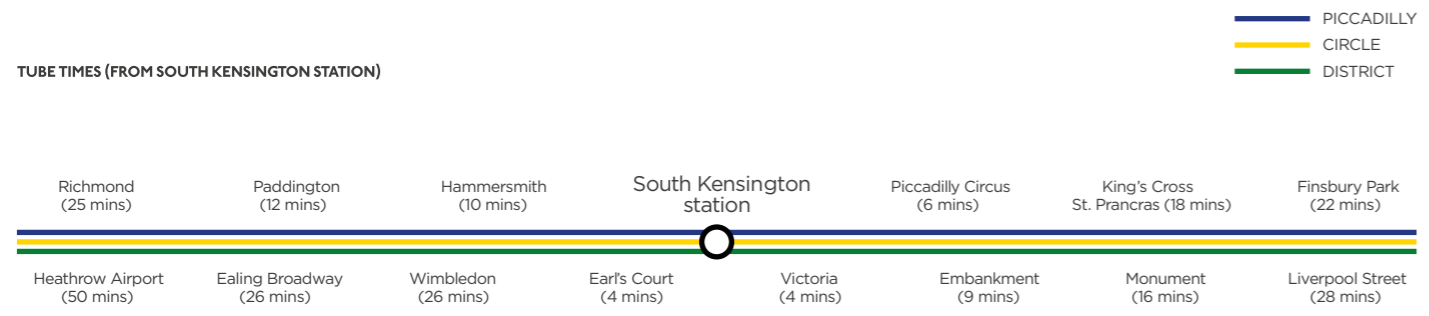 PICCADILLY
CIRCLE
DISTRICT
TUBE TIMES (FROM SOUTH KENSINGTON STATION)
Richmond
(25 mins)
Paddington
(12 mins)
Hammersmith
(10 mins)
South Kensington
station
Piccadilly Circus
(6 mins)
King's Cross
St. Prancras (18 mins)
Finsbury Park
(22 mins)
Heathrow Airport
(50 mins)
Ealing Broadway
(26 mins)
Wimbledon
(26 mins)
Earl's Court
(4 mins)
Victoria
(4 mins)
Embankment
(9 mins)
Monument
(16 mins)
Liverpool Street
(28 mins)